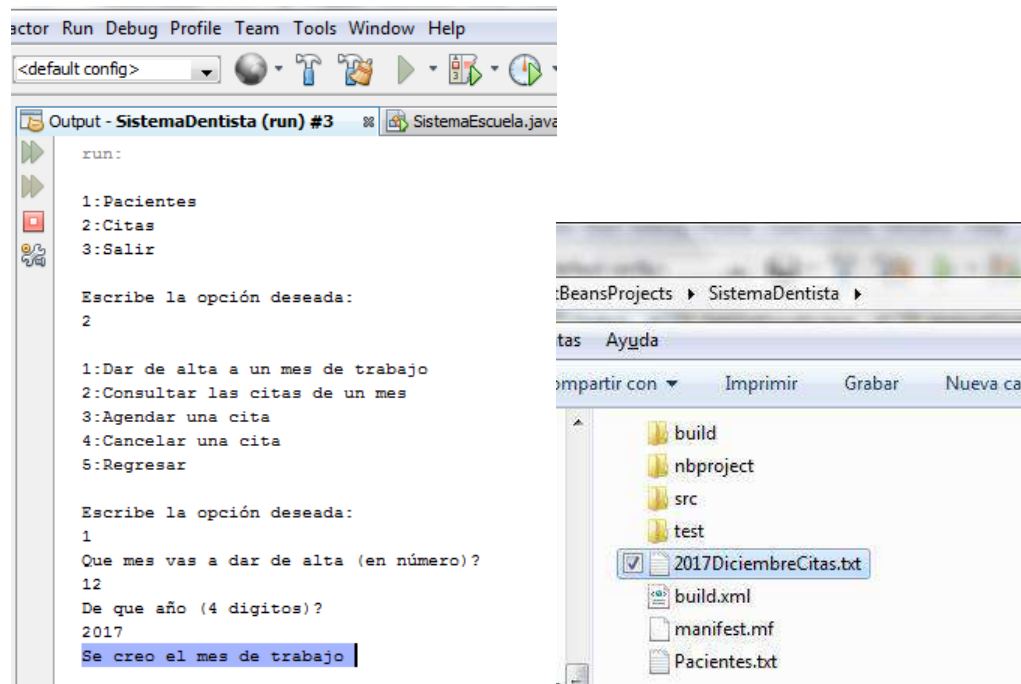 actor Run Debug Profile Team Tools Window Help
<default config>
Output - SistemaDentista (run) #3 SistemaEscuela.java
run:
1:Pacientes
2:Citas
3:Salir
Escribe la opción deseada:
2
1:Dar de alta a un mes de trabajo
2:Consultar las citas de un mes
3:Agendar una cita
4:Cancelar una cita
5:Regresar
Escribe la opción deseada:
1
Que mes vas a dar de alta (en número)?
12
De que año (4 digitos)?
2017
Se creo el mes de trabajo
tBeansProjects SistemaDentista
tas Ayuda
ompartir con Imprimir Grabar Nueva ca
build
nbproject
src
test
2017DiciembreCitas.txt
build.xml
manifest.mf
Pacientes.txt